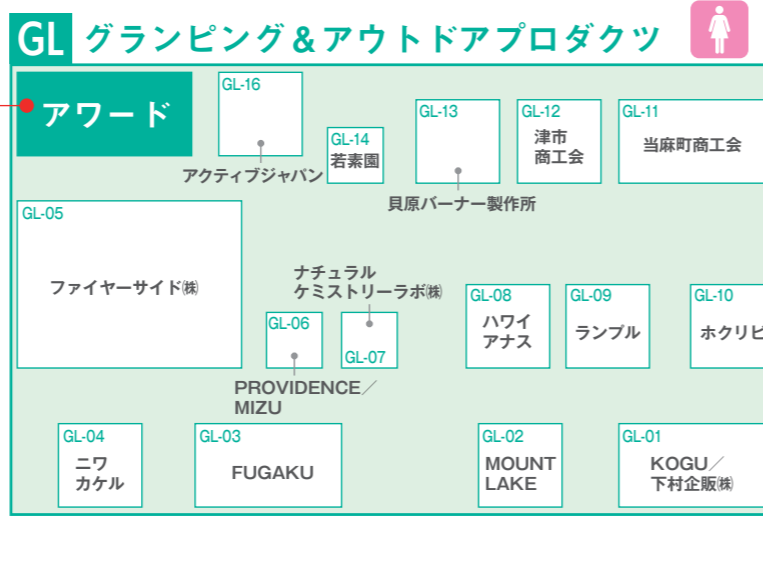 GL グランピング＆アウトドアプロダクツ
アワード
GL-16
アクティブジャパン
GL-14
若素園
GL-13
貝原バーナー製作所
GL-12
津市
商工会
GL-11
当麻町商工会
GL-05
ファイヤーサイド㈱
ナチュラル
ケミストリーラボ㈱
GL-06
GL-07
PROVIDENCE／
MIZU
GL-08
ハワイ
アナス
GL-09
ランブル
GL-10
ホクリビ
GL-04
ニワ
カケル
GL-03
FUGAKU
GL-02
MOUNT
LAKE
GL-01
KOGU／
下村企販㈱